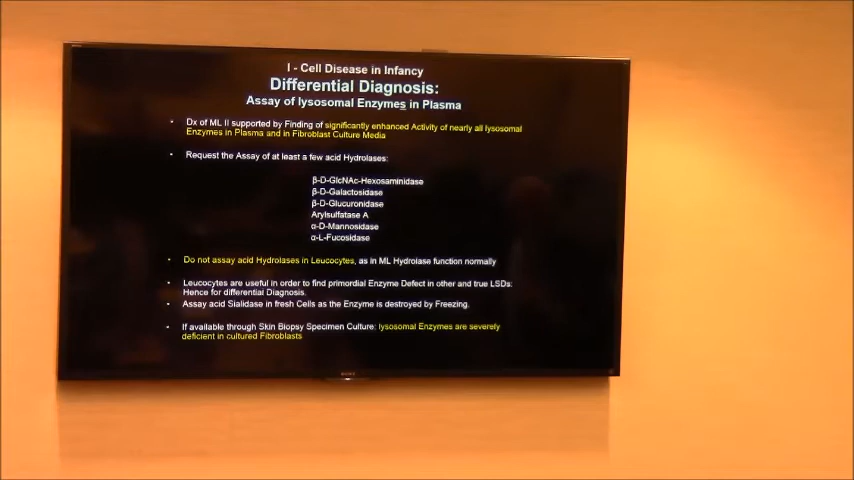 I - Cell Disease in Infancy
Differential Diagnosis:
Assay of lysosomal Enzymes in Plasma
• Dx of ML II supported by Finding of significantly enhanced Activity of nearly all lysosomal
Enzymes in Plasma and in Fibroblast Culture Media
• Request the Assay of at least a few acid Hydrolases:
β-D-GlcNAc-Hexosaminidase
β-D-Galactosidase
β-D-Glucuronidase
Arylsulfatase A
α-D-Mannosidase
α-L-Fucosidase
• Do not assay acid Hydrolases in Leucocytes, as in ML Hydrolase function normally
• Leucocytes are useful in order to find primordial Enzyme Defect in other and true LSDs:
Hence for differential Diagnosis.
• Assay acid Sialidase in fresh Cells as the Enzyme is destroyed by Freezing.
• If available through Skin Biopsy Specimen Culture: lysosomal Enzymes are severely
deficient in cultured Fibroblasts
SONY